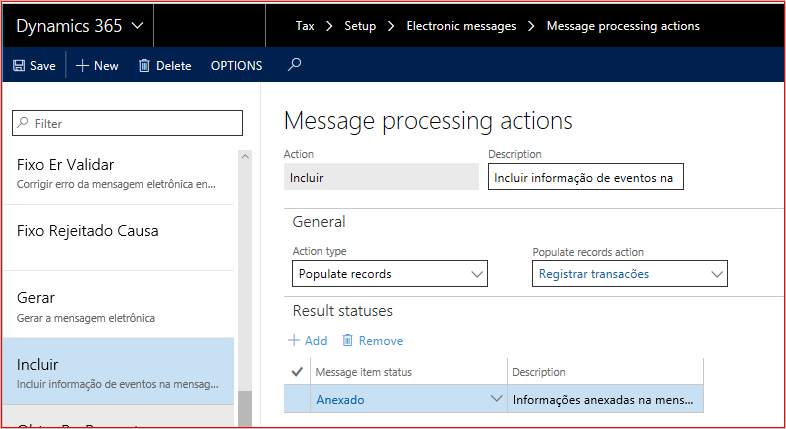 Dynamics 365
Tax > Setup > Electronic messages > Message processing actions
Save
New
Delete
OPTIONS
Filter
Fixo Er Validar
Corrigir erro da mensagem eletrônica en...
Fixo Rejeitado Causa
Gerar
Gerar a mensagem eletrônica
Incluir
Incluir informação de eventos na mensag...
Message processing actions
Action
Description
Incluir
Incluir informação de eventos na
General
Action type
Populate records action
Populate records
Registrar transacões
Result statuses
Add
Remove
Message item status
Description
Anexado
Informações anexadas na mens...